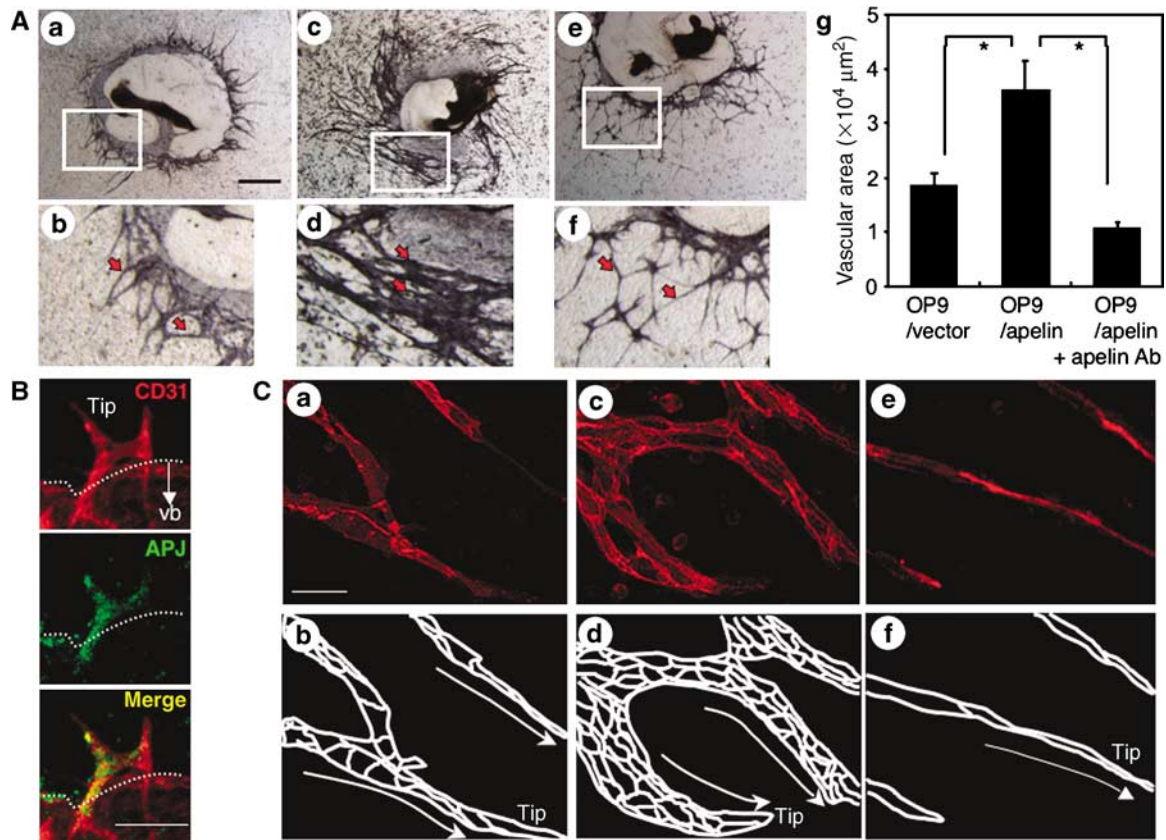 A
a
c
e
b
d
f
g
Vascular area (×10⁴ μm²)
5
4
3
2
1
0
*
*
OP9
/vector
OP9
/apelin
OP9
/apelin
+ apelin Ab
B
CD31
Tip
vb
APJ
Merge
C
a
c
e
b
Tip
d
Tip
f
Tip